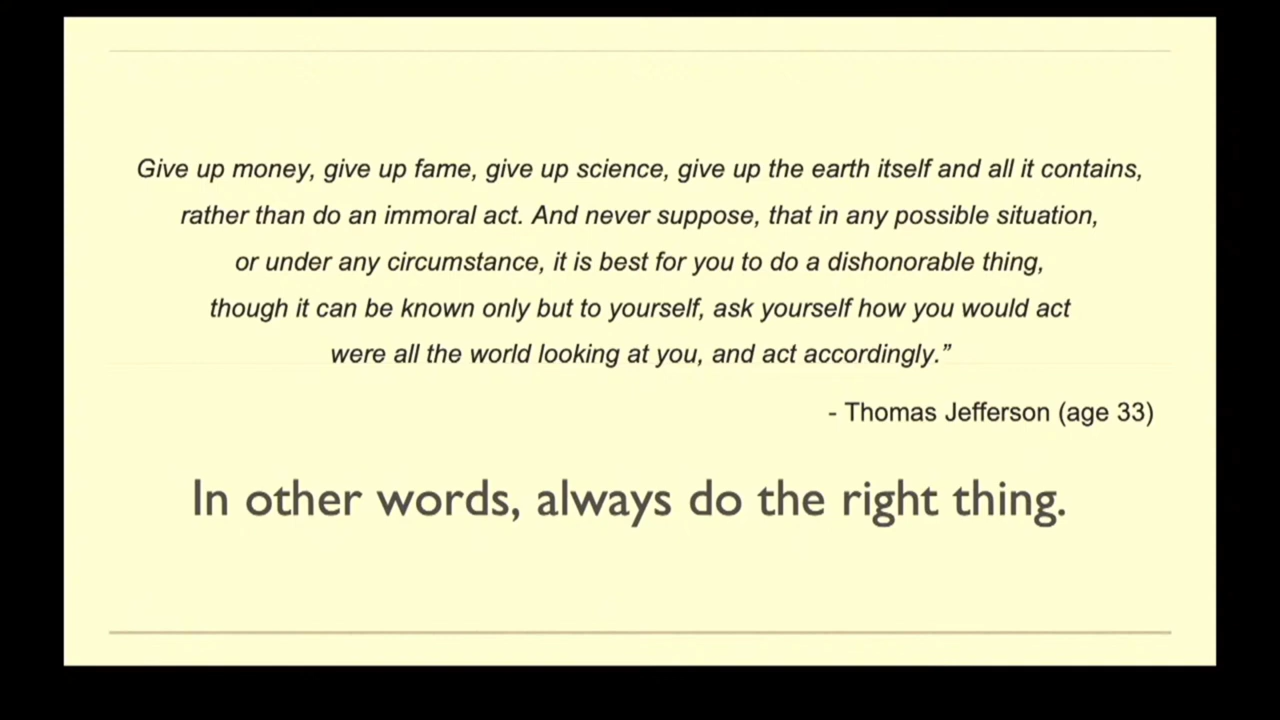 Give up money, give up fame, give up science, give up the earth itself and all it contains,
rather than do an immoral act. And never suppose, that in any possible situation,
or under any circumstance, it is best for you to do a dishonorable thing,
though it can be known only but to yourself, ask yourself how you would act
were all the world looking at you, and act accordingly.”
- Thomas Jefferson (age 33)
In other words, always do the right thing.